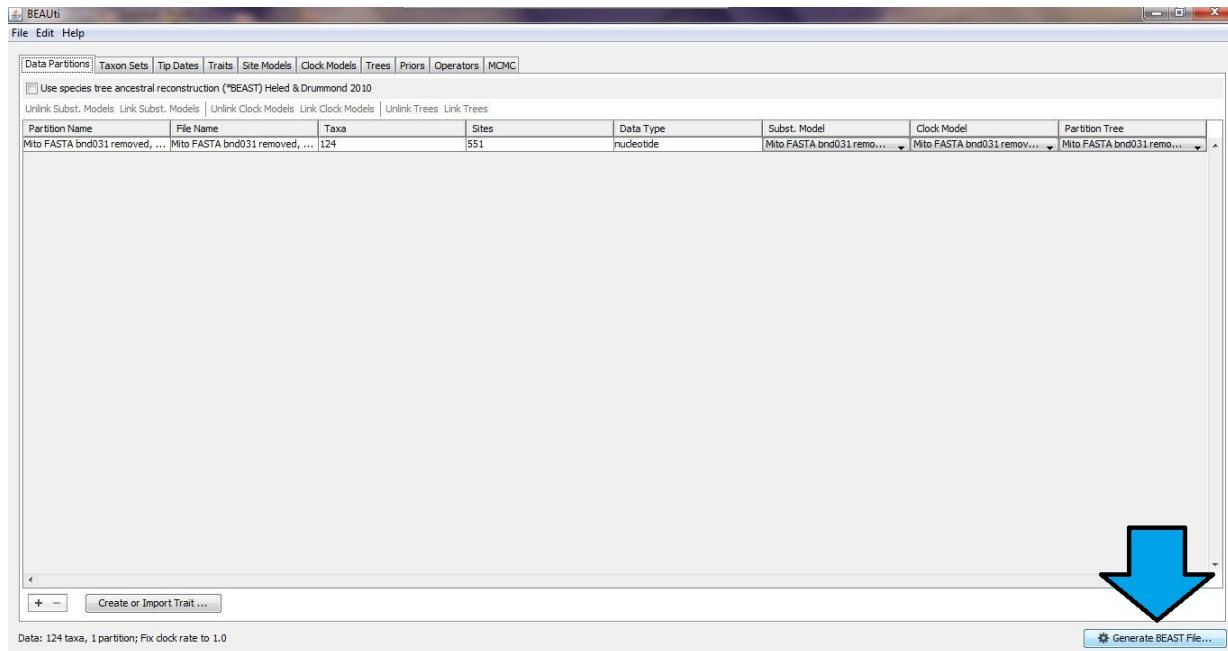 BEAUti
File Edit Help
Data Partitions Taxon Sets Tip Dates Traits Site Models Clock Models Trees Priors Operators MCMC
Use species tree ancestral reconstruction (*BEAST) Heled & Drummond 2010
Unlink Subst. Models Link Subst. Models Unlink Clock Models Link Clock Models Unlink Trees Link Trees
Partition Name File Name Taxa Sites Data Type Subst. Model Clock Model Partition Tree
Mito FASTA bnd031 removed, ... Mito FASTA bnd031 removed, ... 124 551 nucleotide Mito FASTA bnd031 remo... Mito FASTA bnd031 remov... Mito FASTA bnd031 remo...
+ − Create or Import Trait ...
Data: 124 taxa, 1 partition; Fix clock rate to 1.0 Generate BEAST File...